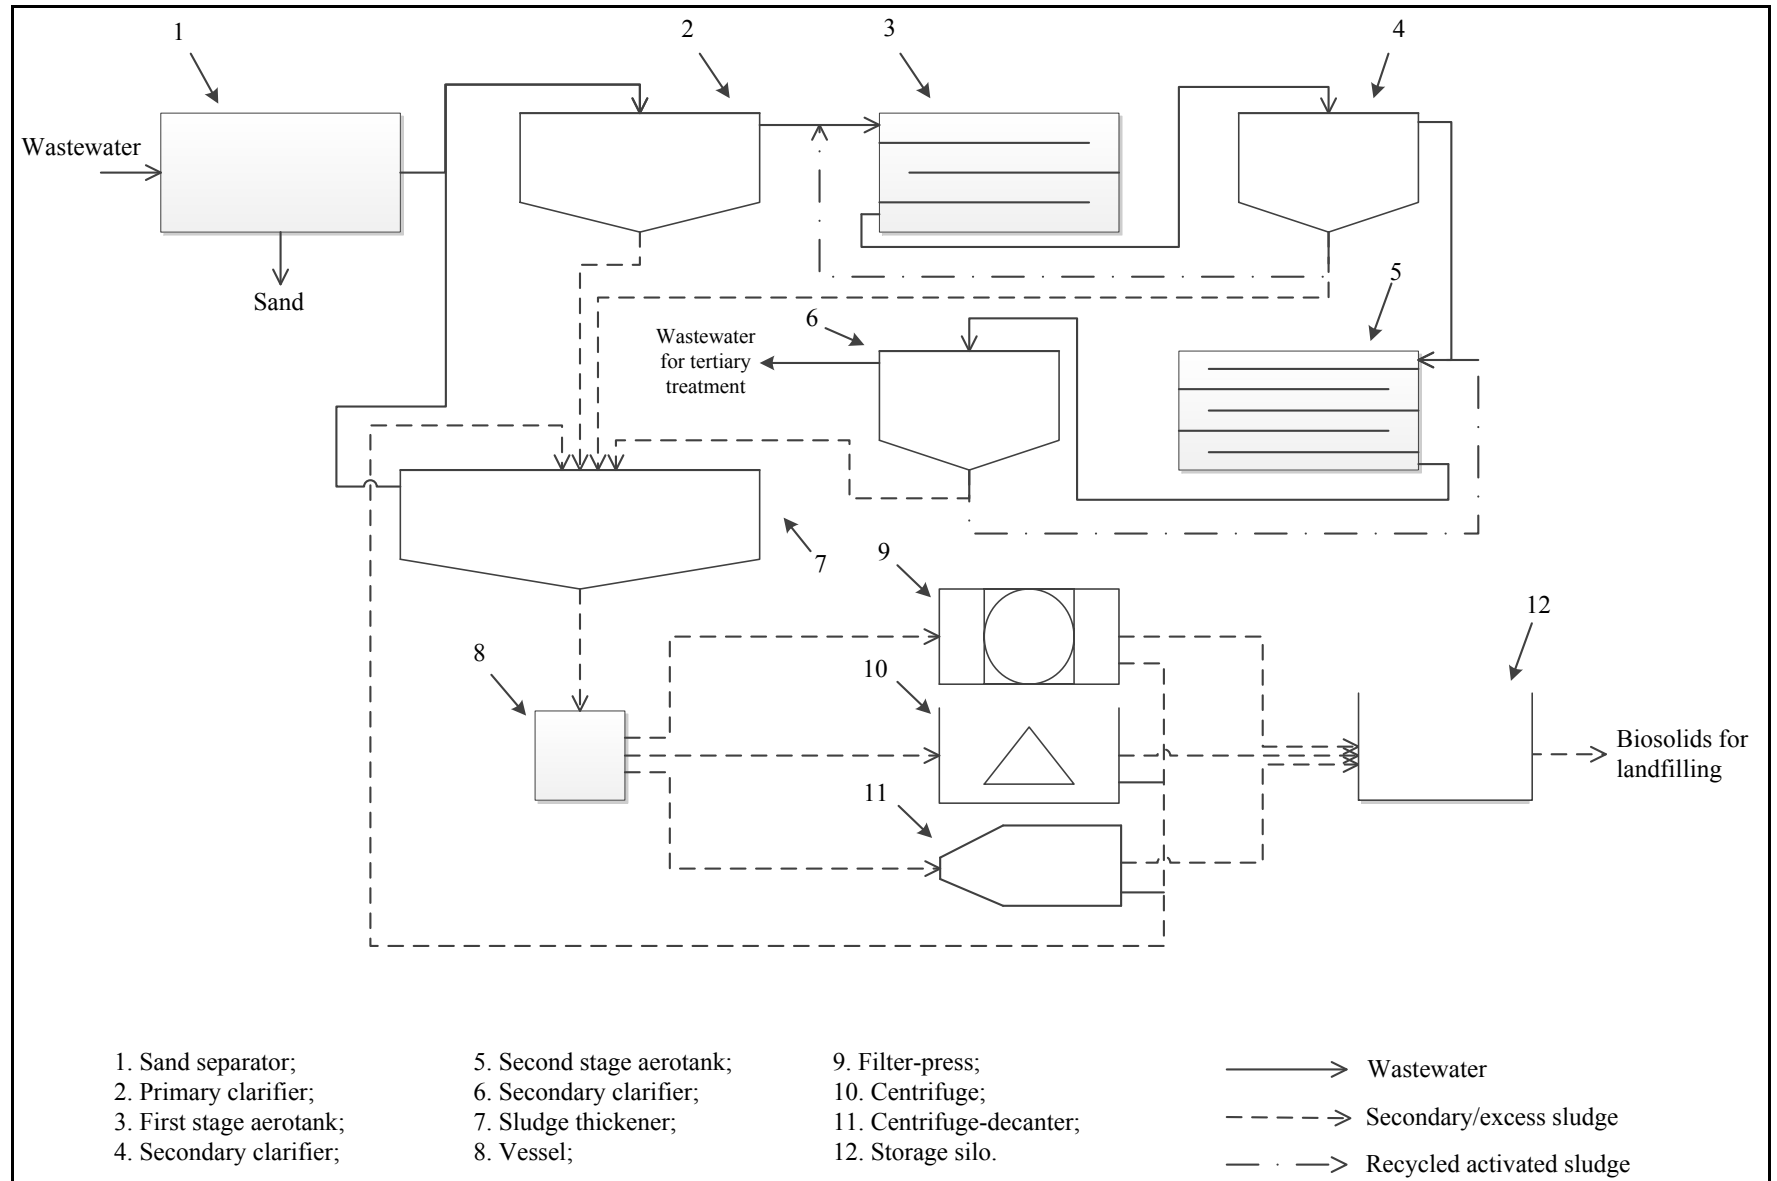 1
2
3
4
Wastewater
Sand
5
6
Wastewater
for tertiary
treatment
7
9
12
8
10
Biosolids for
landfilling
11
1. Sand separator;
2. Primary clarifier;
3. First stage aerotank;
4. Secondary clarifier;
5. Second stage aerotank;
6. Secondary clarifier;
7. Sludge thickener;
8. Vessel;
9. Filter-press;
10. Centrifuge;
11. Centrifuge-decanter;
12. Storage silo.
Wastewater
Secondary/excess sludge
Recycled activated sludge